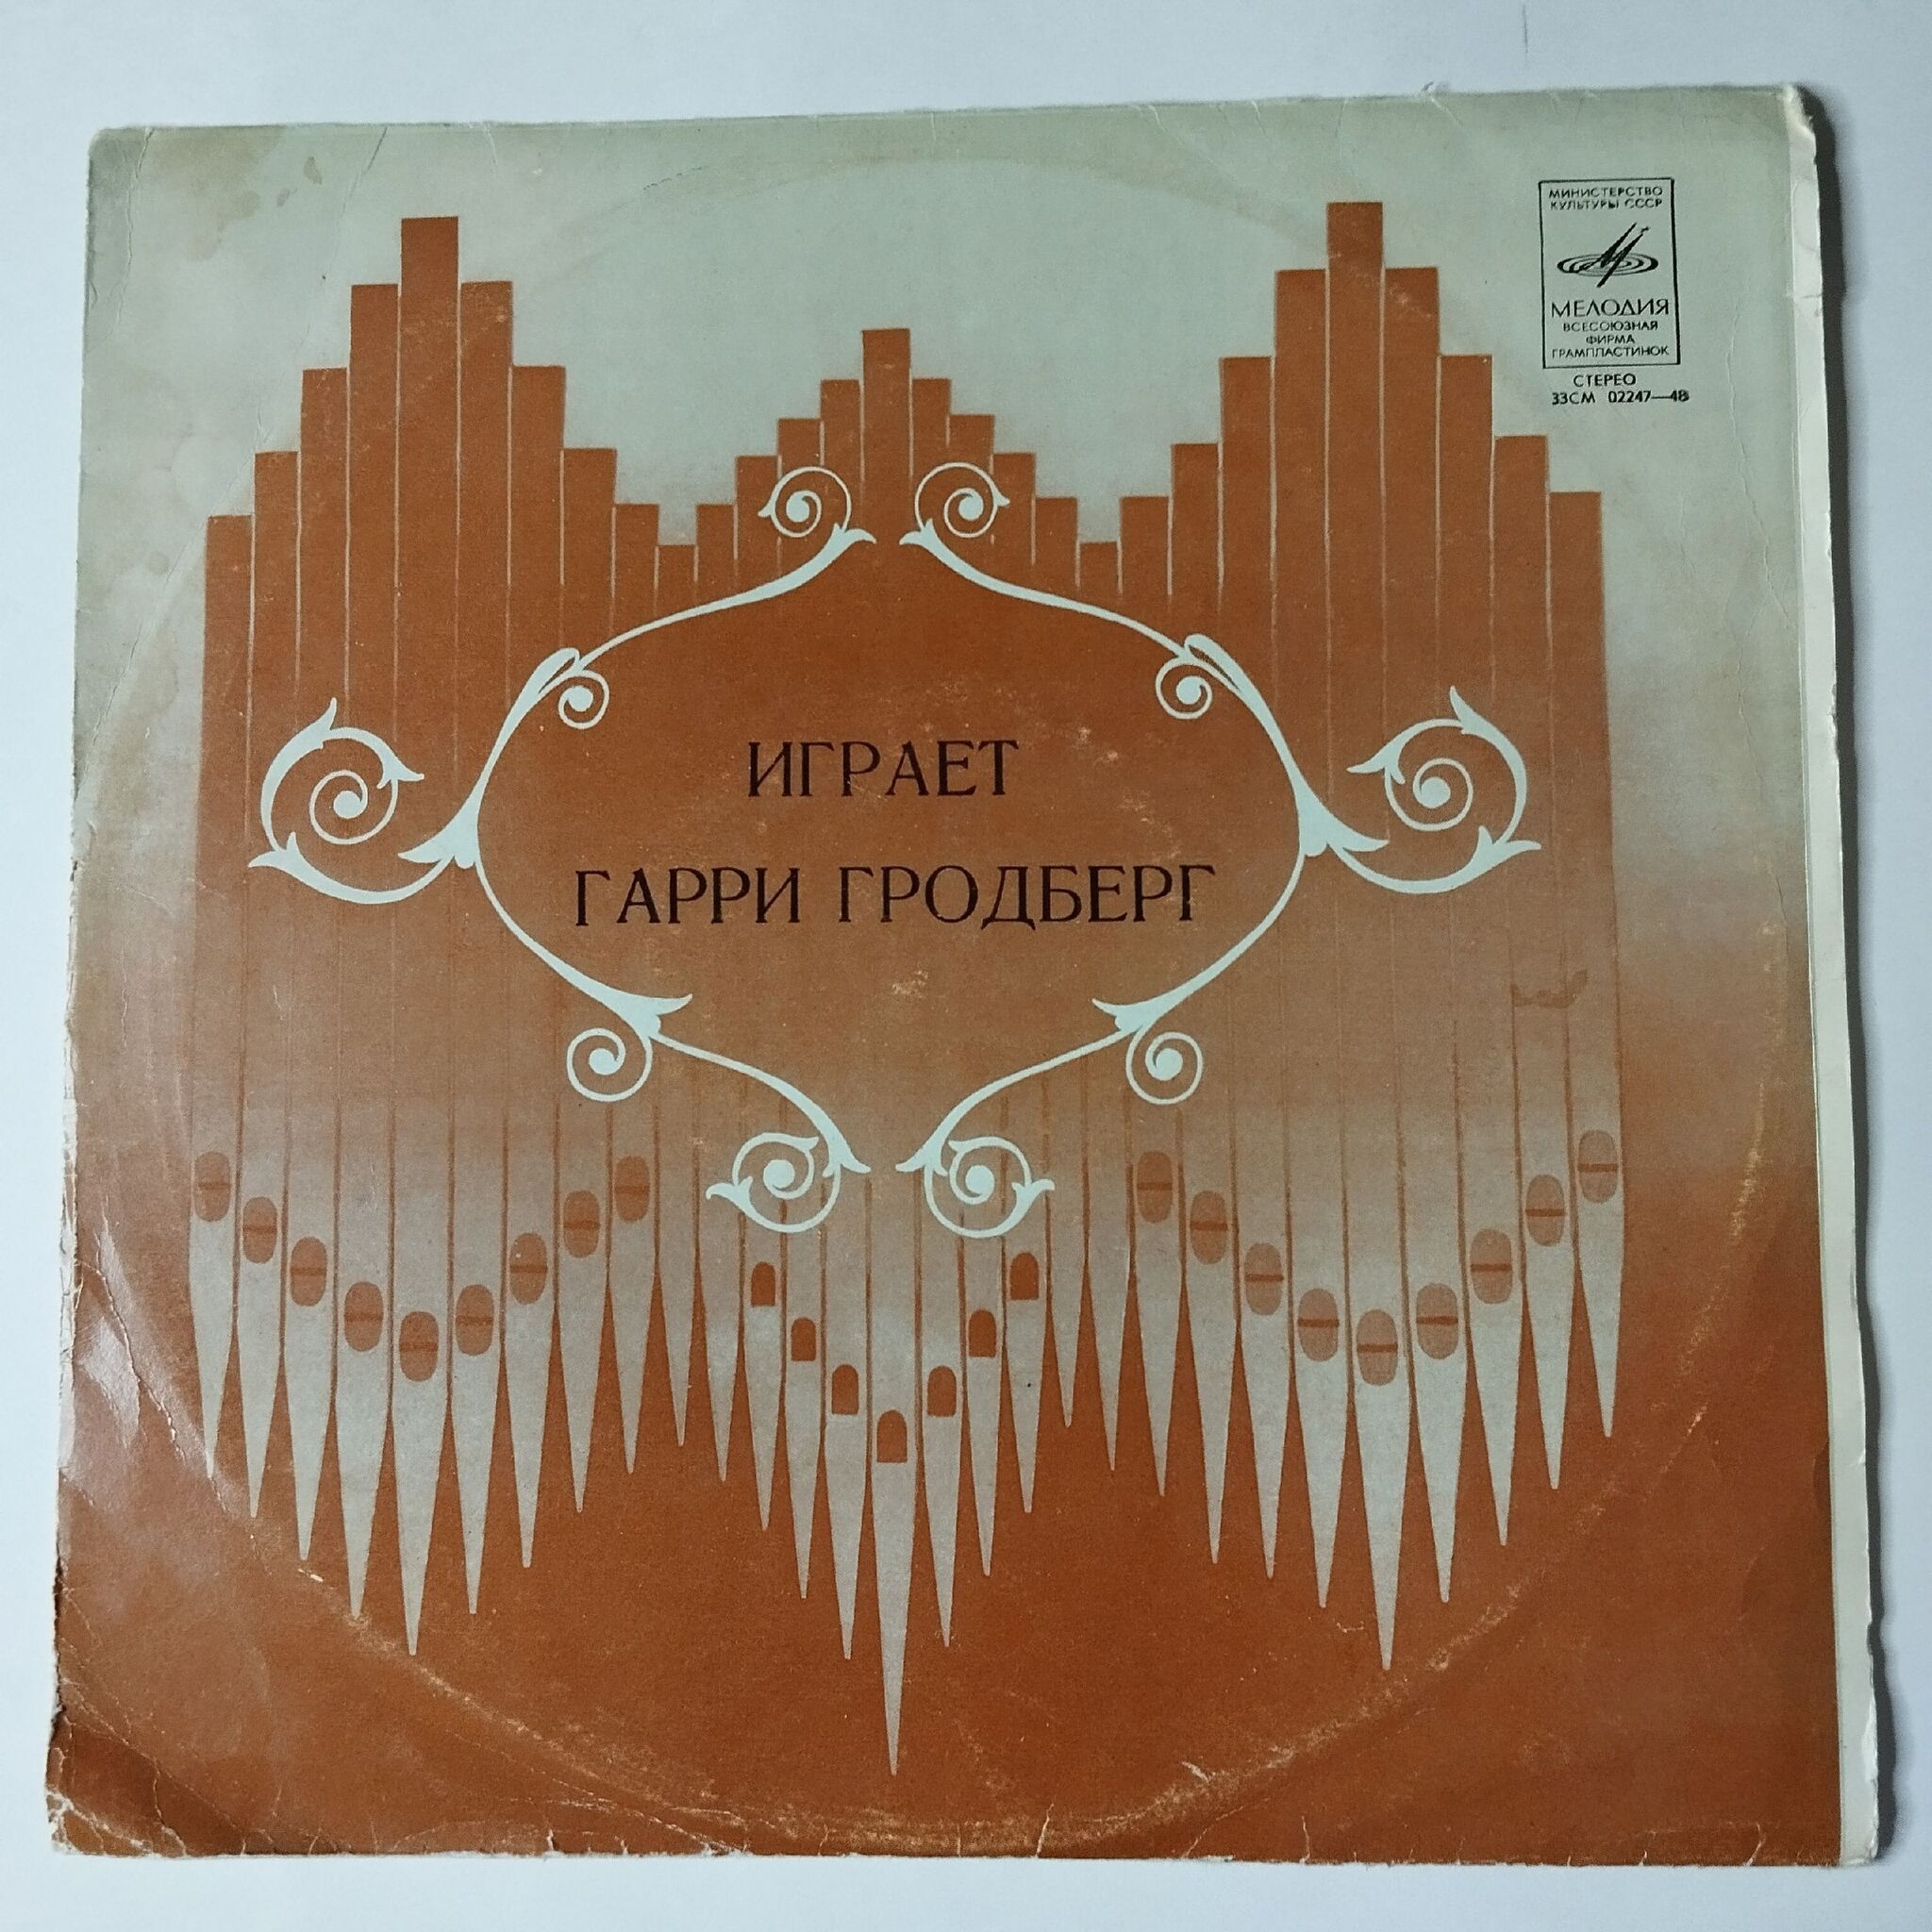 МИНИСТЕРСТВО
КУЛЬТУРЫ СССР
МЕЛОДИЯ
ВСЕСОЮЗНАЯ
ФИРМА
ГРАМПЛАСТИНОК
СТЕРЕО
33СМ 02247—48
ИГРАЕТ
ГАРРИ ГРОДБЕРГ